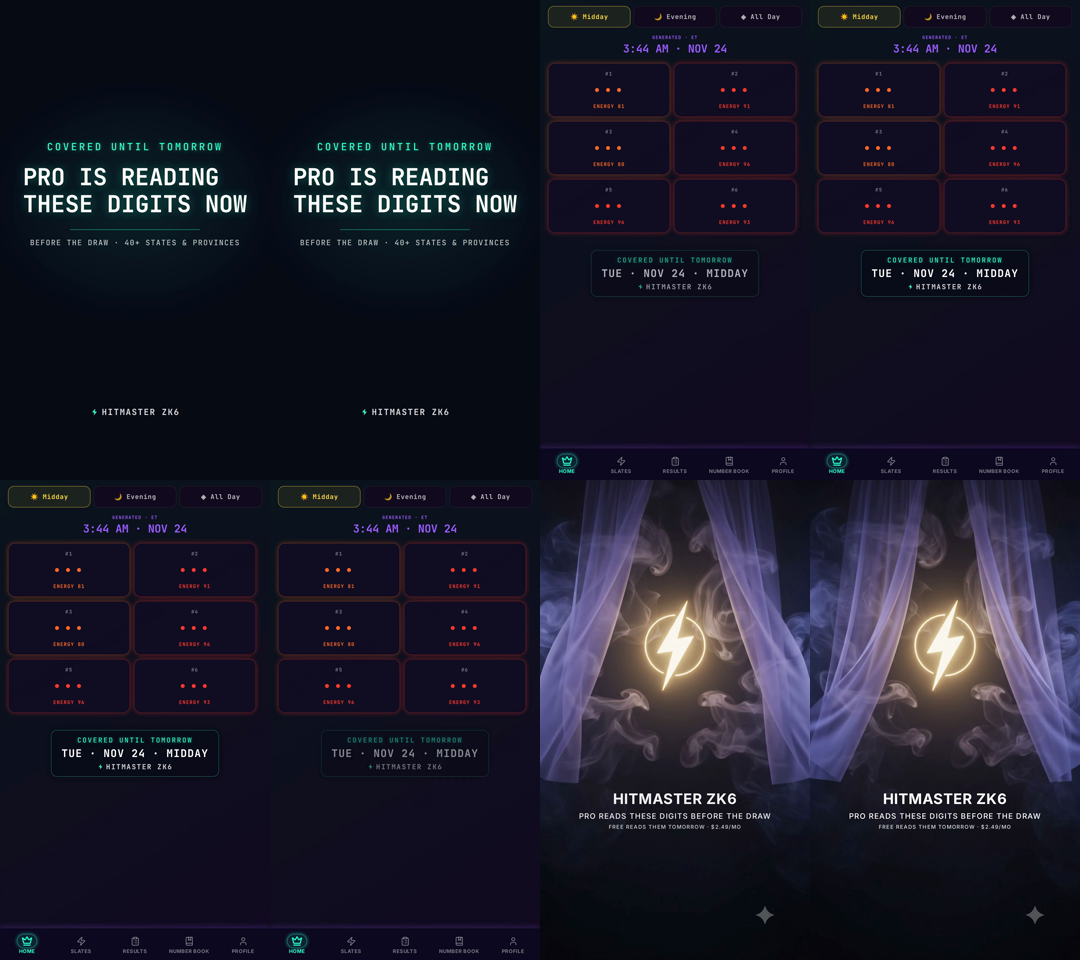 COVERED UNTIL TOMORROW
PRO IS READING
THESE DIGITS NOW
BEFORE THE DRAW · 40+ STATES & PROVINCES
HITMASTER ZK6
COVERED UNTIL TOMORROW
PRO IS READING
THESE DIGITS NOW
BEFORE THE DRAW · 40+ STATES & PROVINCES
HITMASTER ZK6
Midday Evening All Day
GENERATED · ET
3:44 AM · NOV 24
#1 #2
ENERGY 81 ENERGY 91
#3 #4
ENERGY 88 ENERGY 96
#5 #6
ENERGY 96 ENERGY 93
COVERED UNTIL TOMORROW
TUE · NOV 24 · MIDDAY
HITMASTER ZK6
HOME SLATES RESULTS NUMBER BOOK PROFILE
Midday Evening All Day
GENERATED · ET
3:44 AM · NOV 24
#1 #2
ENERGY 81 ENERGY 91
#3 #4
ENERGY 88 ENERGY 96
#5 #6
ENERGY 96 ENERGY 93
COVERED UNTIL TOMORROW
TUE · NOV 24 · MIDDAY
HITMASTER ZK6
HOME SLATES RESULTS NUMBER BOOK PROFILE
Midday Evening All Day
GENERATED · ET
3:44 AM · NOV 24
#1 #2
ENERGY 81 ENERGY 91
#3 #4
ENERGY 88 ENERGY 96
#5 #6
ENERGY 96 ENERGY 93
COVERED UNTIL TOMORROW
TUE · NOV 24 · MIDDAY
HITMASTER ZK6
HOME SLATES RESULTS NUMBER BOOK PROFILE
Midday Evening All Day
GENERATED · ET
3:44 AM · NOV 24
#1 #2
ENERGY 81 ENERGY 91
#3 #4
ENERGY 88 ENERGY 96
#5 #6
ENERGY 96 ENERGY 93
COVERED UNTIL TOMORROW
TUE · NOV 24 · MIDDAY
HITMASTER ZK6
HOME SLATES RESULTS NUMBER BOOK PROFILE
HITMASTER ZK6
PRO READS THESE DIGITS BEFORE THE DRAW
FREE READS THEM TOMORROW · $2.49/MO
HITMASTER ZK6
PRO READS THESE DIGITS BEFORE THE DRAW
FREE READS THEM TOMORROW · $2.49/MO